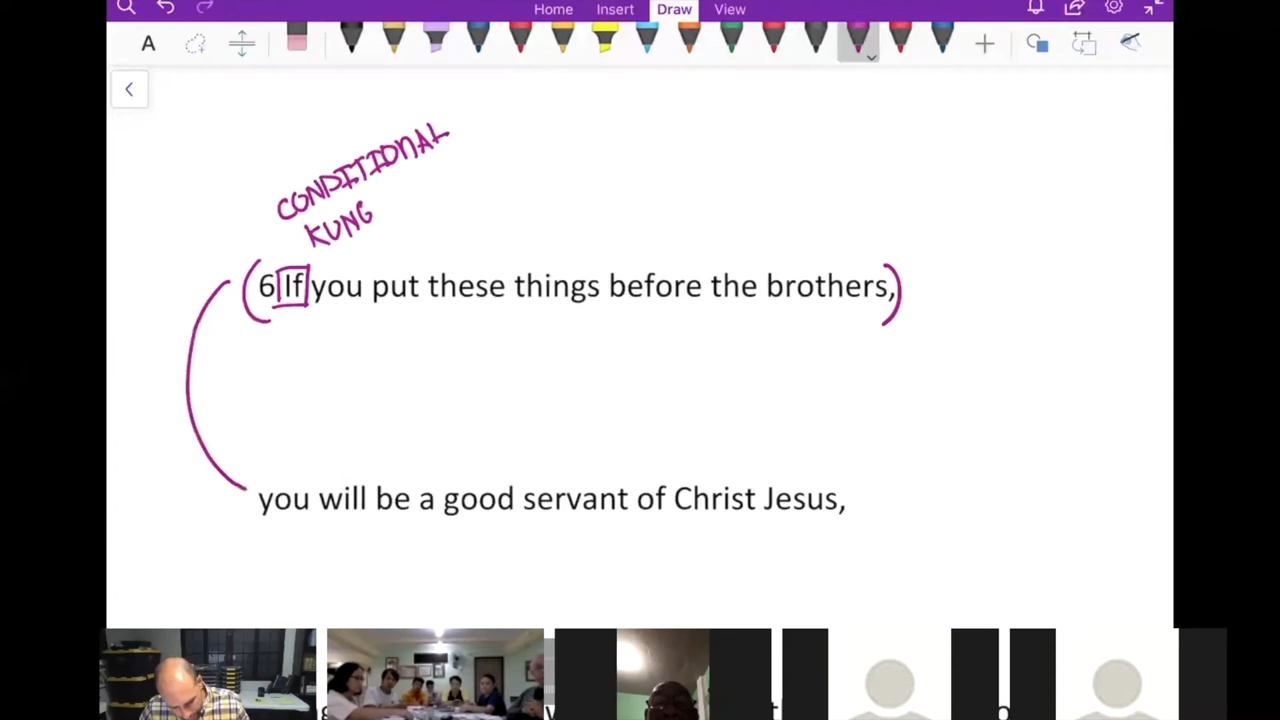 Home Insert Draw View
A
CONDITIONAL
KUNG
6 If you put these things before the brothers,
you will be a good servant of Christ Jesus,